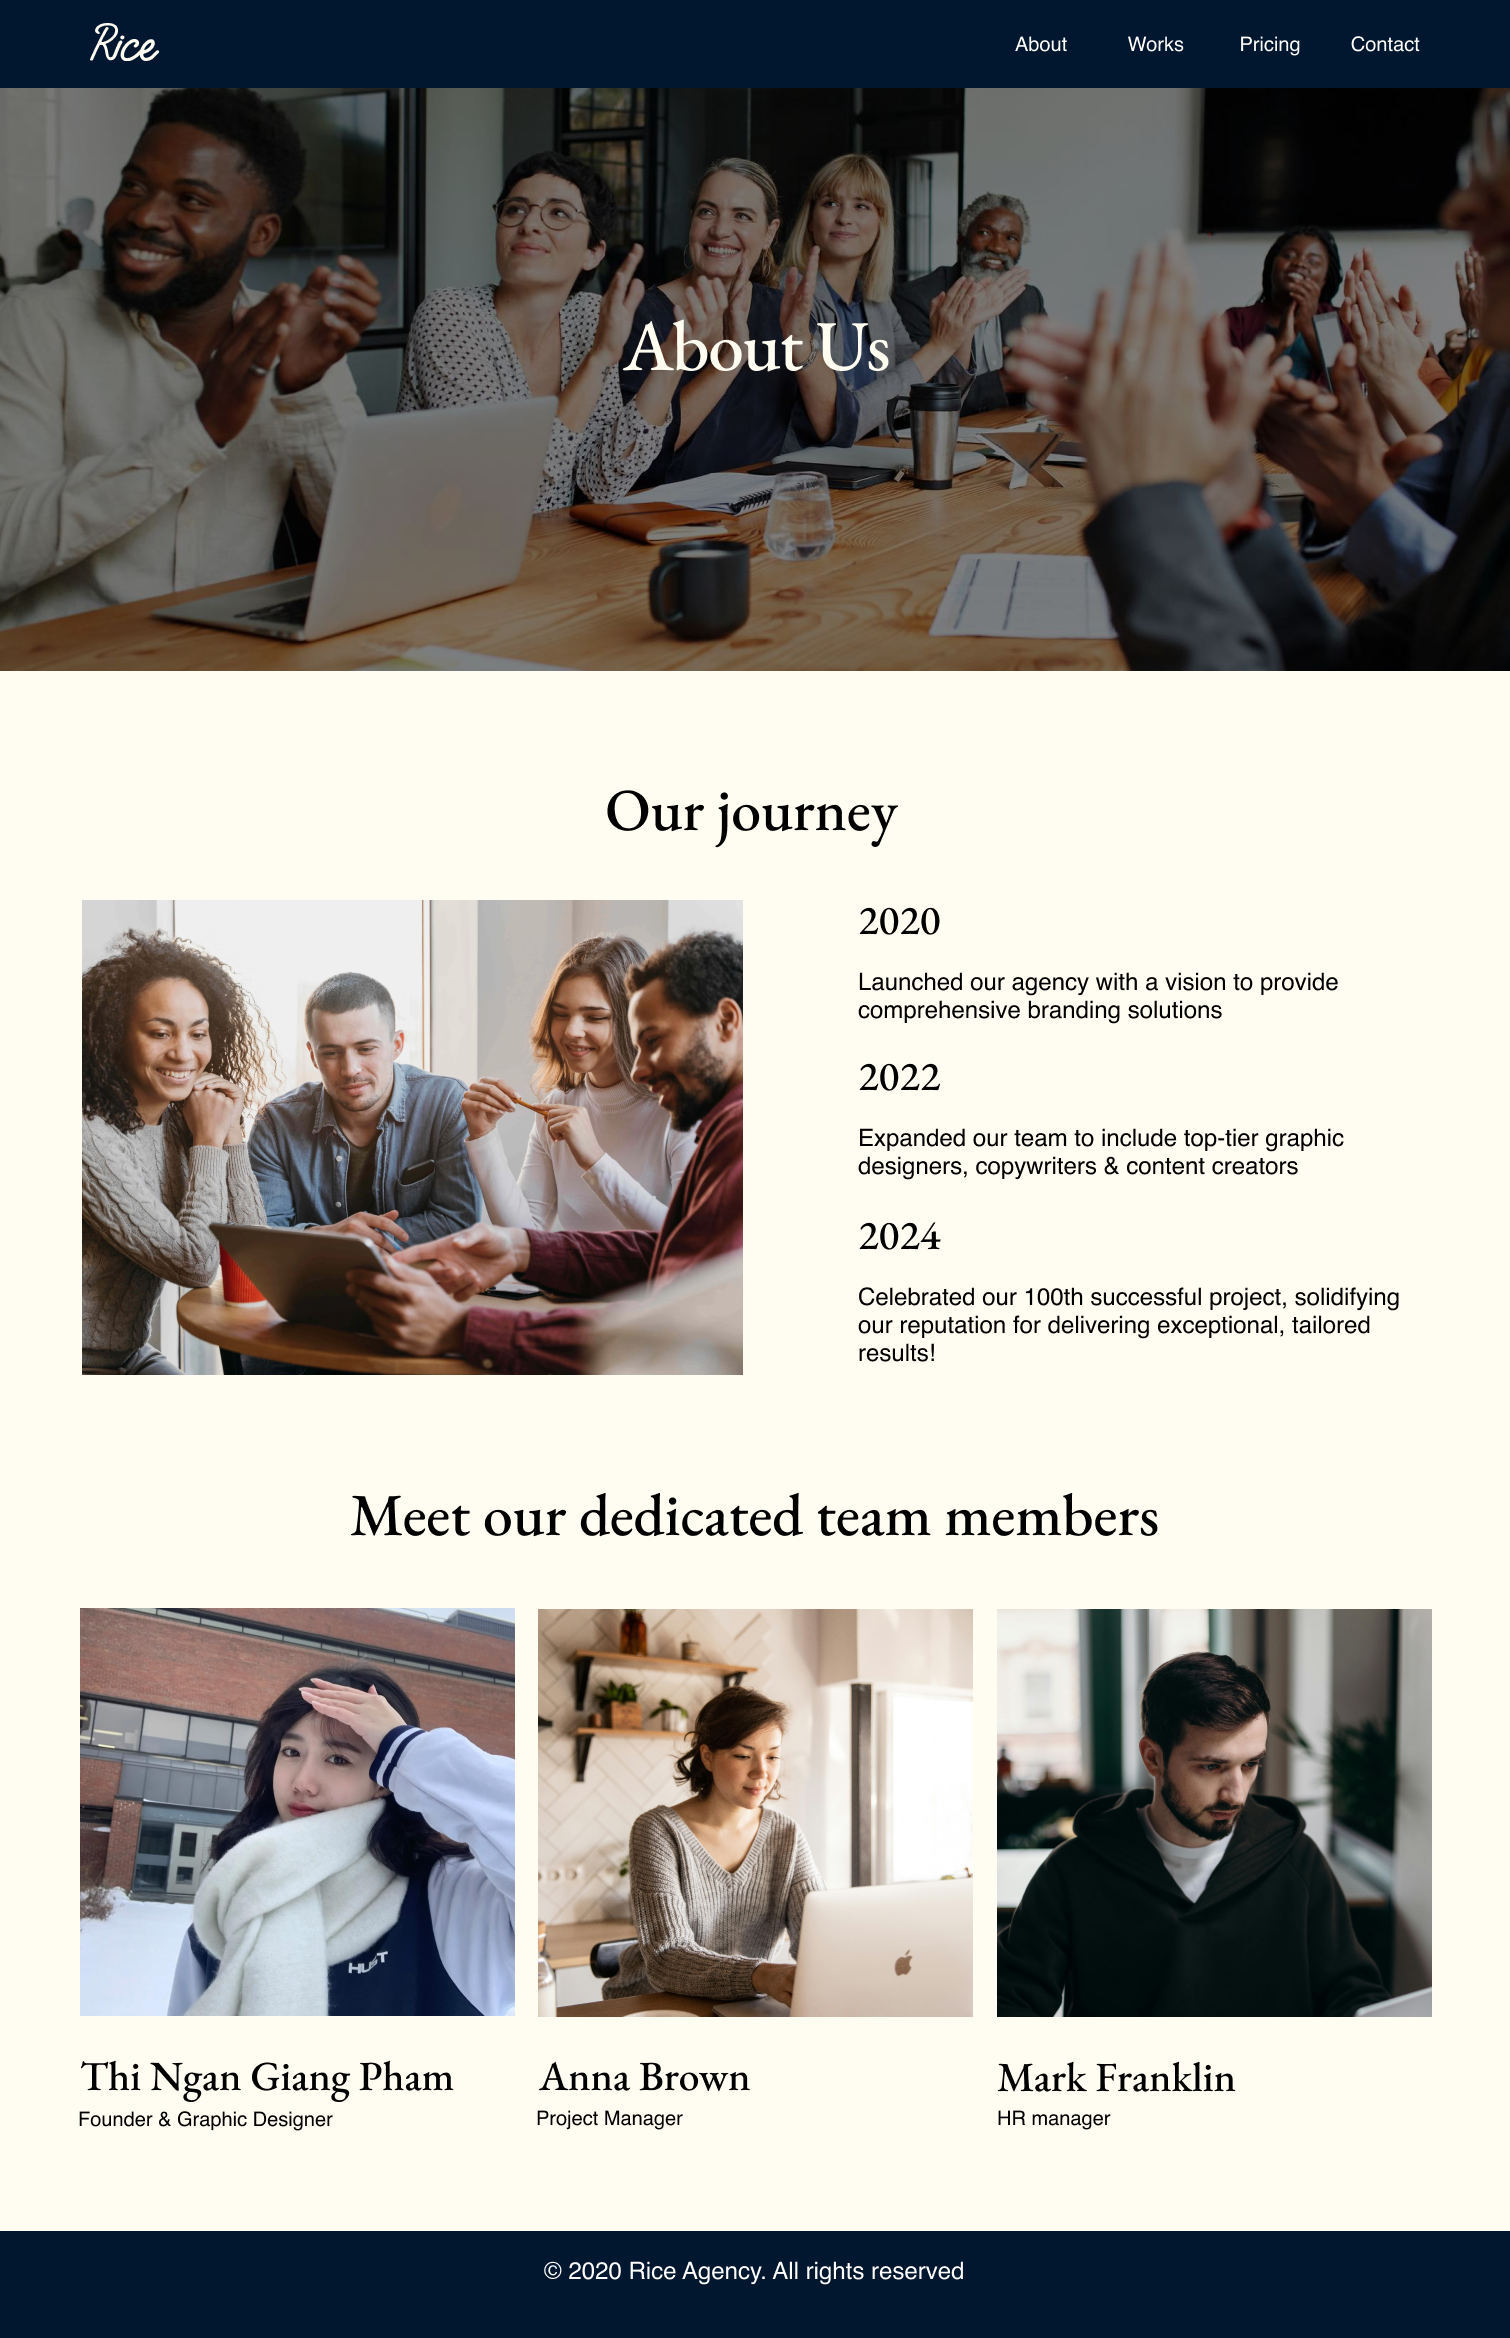 Rice
About Works Pricing Contact
About Us
Our journey
2020
Launched our agency with a vision to provide
comprehensive branding solutions
2022
Expanded our team to include top-tier graphic
designers, copywriters & content creators
2024
Celebrated our 100th successful project, solidifying
our reputation for delivering exceptional, tailored
results!
Meet our dedicated team members
HUST
Thi Ngan Giang Pham
Founder & Graphic Designer
Anna Brown
Project Manager
Mark Franklin
HR manager
© 2020 Rice Agency. All rights reserved